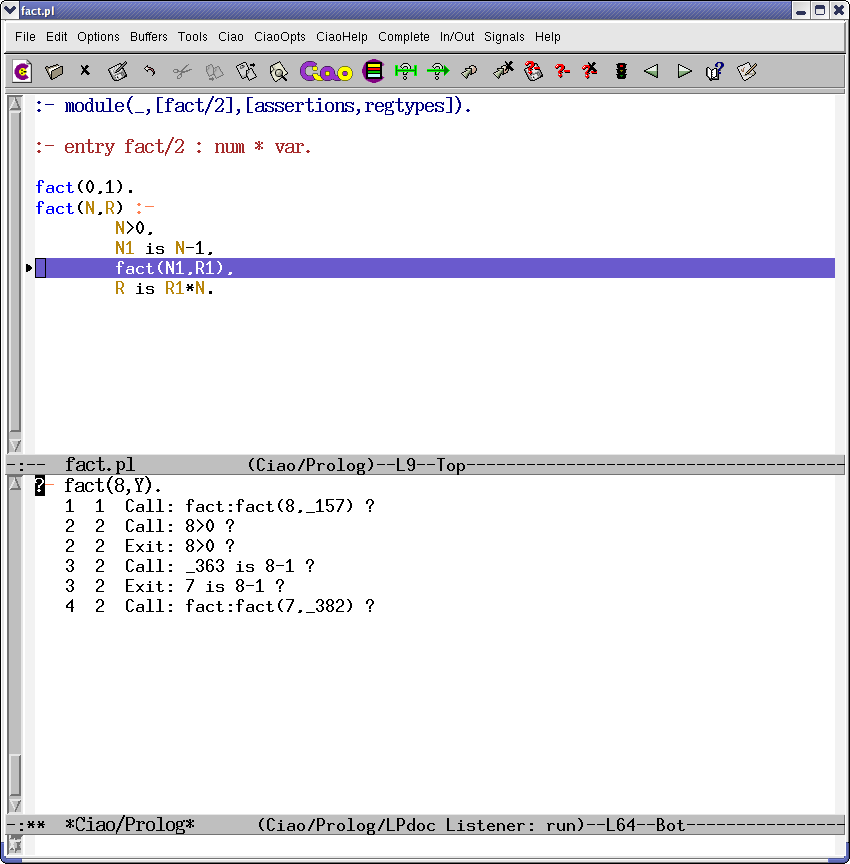 fact.pl
File Edit Options Buffers Tools Ciao CiaoOpts CiaoHelp Complete In/Out Signals Help
Ciao
:- module(_,[fact/2],[assertions,regtypes]).
:- entry fact/2 : num * var.
fact(0,1).
fact(N,R) :-
N>0,
N1 is N-1,
fact(N1,R1),
R is R1*N.
-:-- fact.pl (Ciao/Prolog)--L9--Top--------------------------------------
?- fact(8,Y).
1 1 Call: fact:fact(8,_157) ?
2 2 Call: 8>0 ?
2 2 Exit: 8>0 ?
3 2 Call: _363 is 8-1 ?
3 2 Exit: 7 is 8-1 ?
4 2 Call: fact:fact(7,_382) ?
-:** *Ciao/Prolog* (Ciao/Prolog/LPdoc Listener: run)--L64--Bot----------------